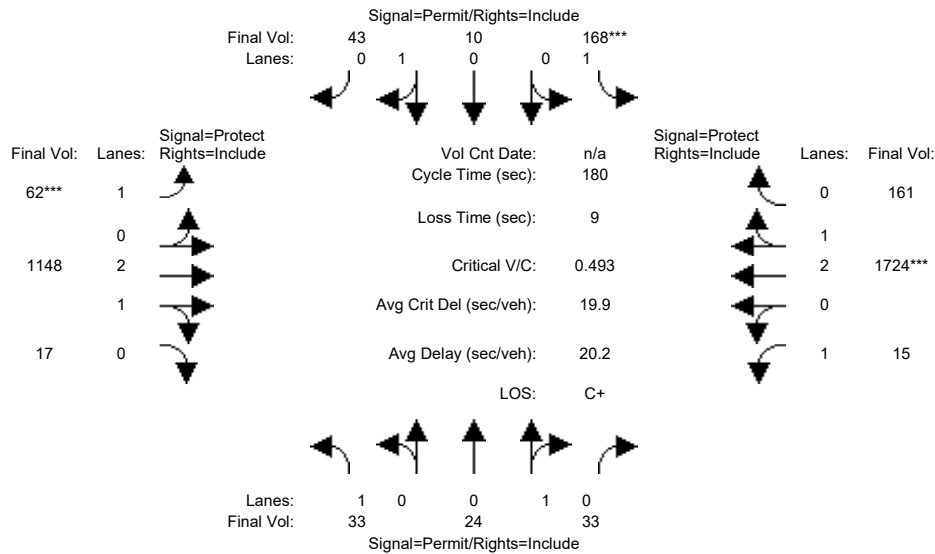 Signal=Permit/Rights=Include
Final Vol: 43 10 168***
Lanes: 0 1 0 0 1
Signal=Protect Signal=Protect
Final Vol: Lanes: Rights=Include Vol Cnt Date: n/a Rights=Include Lanes: Final Vol:
Cycle Time (sec): 180
62*** 1 0 161
Loss Time (sec): 9
0 1
1148 2 Critical V/C: 0.493 2 1724***
1 Avg Crit Del (sec/veh): 19.9 0
17 0 Avg Delay (sec/veh): 20.2 1 15
LOS: C+
Lanes: 1 0 0 1 0
Final Vol: 33 24 33
Signal=Permit/Rights=Include